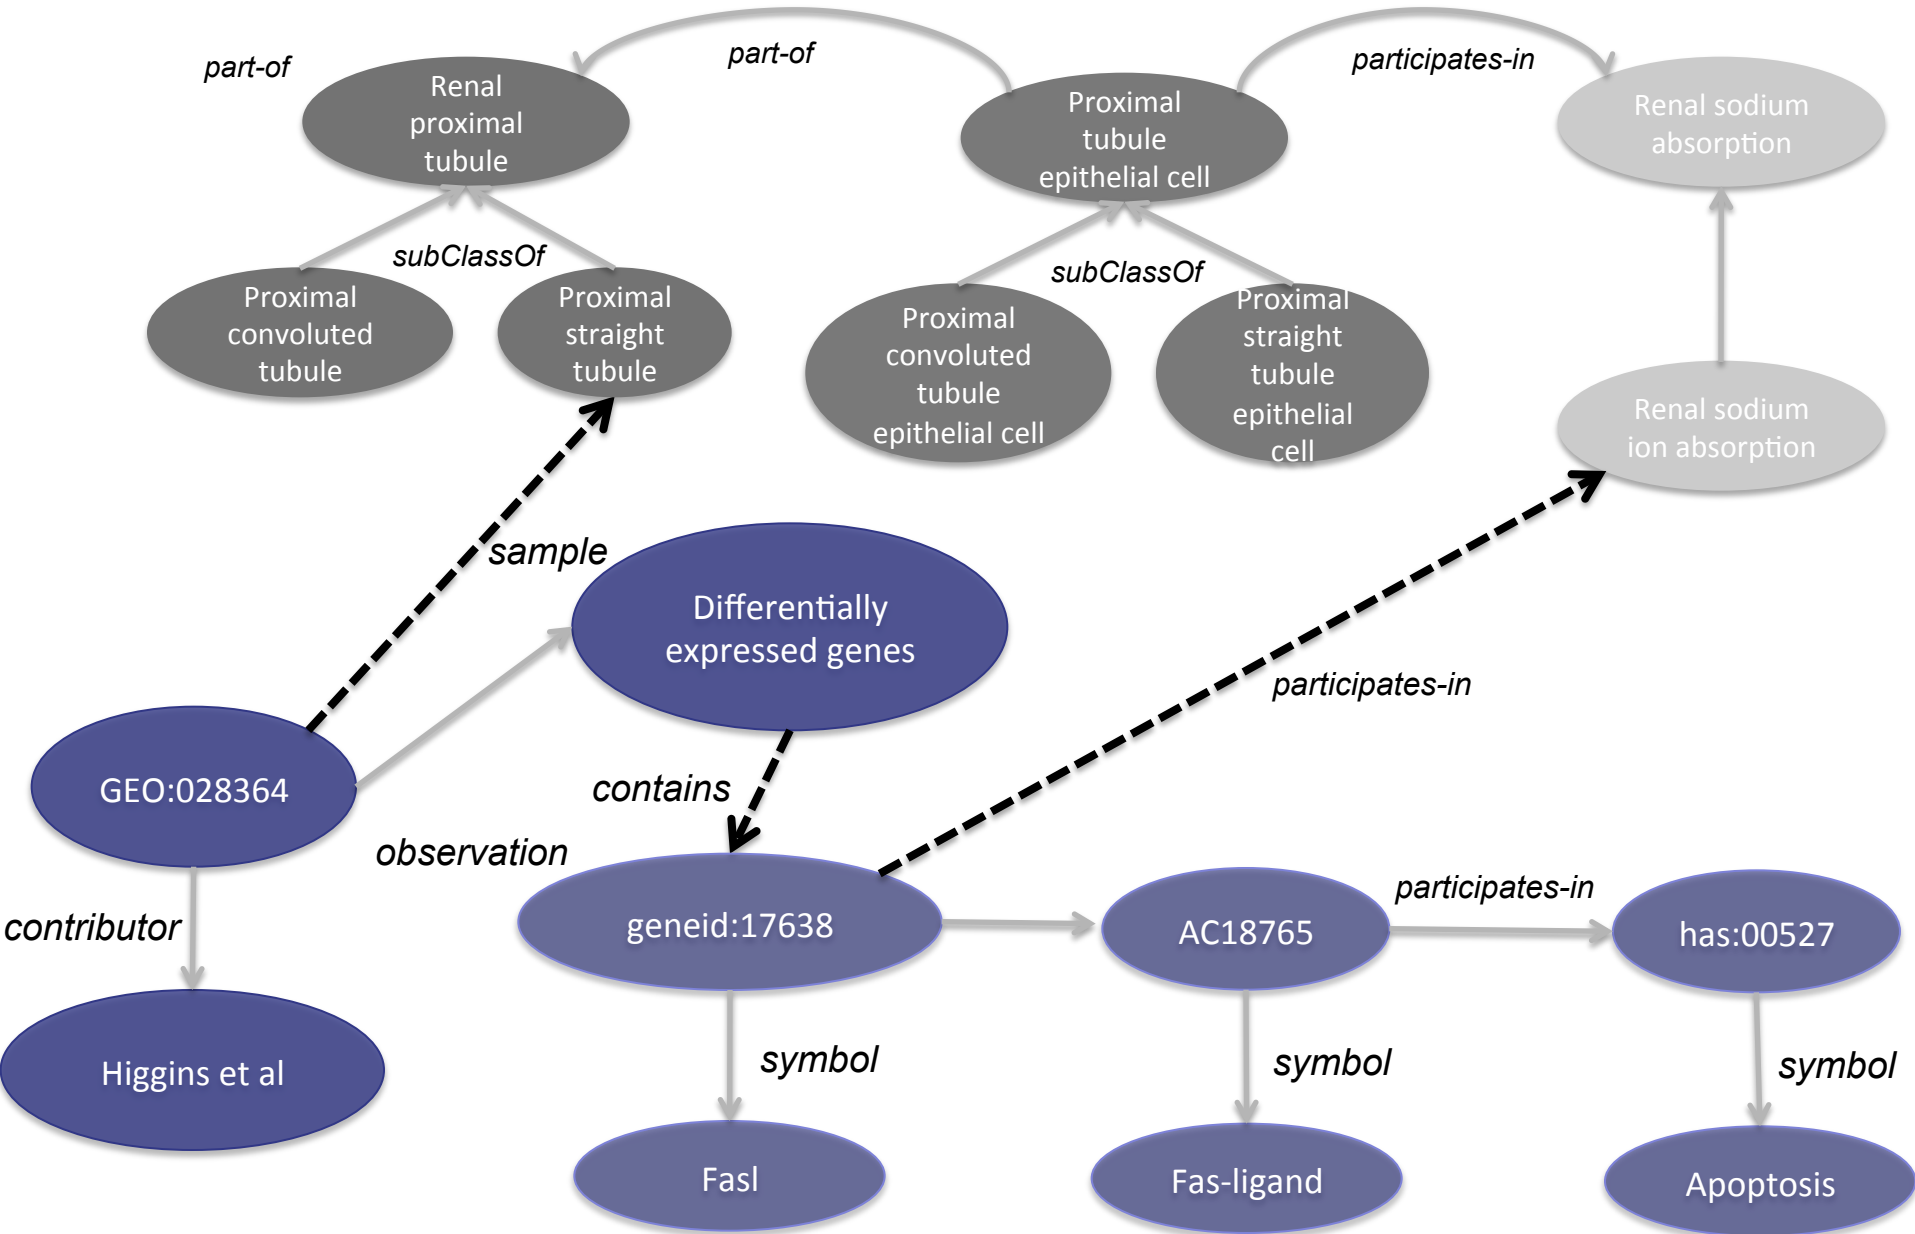 part-of
part-of
participates-in
Renal
proximal
tubule
Proximal
tubule
epithelial cell
Renal sodium
absorption
subClassOf
subClassOf
Proximal
convoluted
tubule
Proximal
straight
tubule
Proximal
convoluted
tubule
epithelial cell
Proximal
straight
tubule
epithelial
cell
Renal sodium
ion absorption
sample
Differentially
expressed genes
participates-in
GEO:028364
contains
observation
contributor
geneid:17638
AC18765
participates-in
has:00527
Higgins et al
symbol
symbol
symbol
Fasl
Fas-ligand
Apoptosis